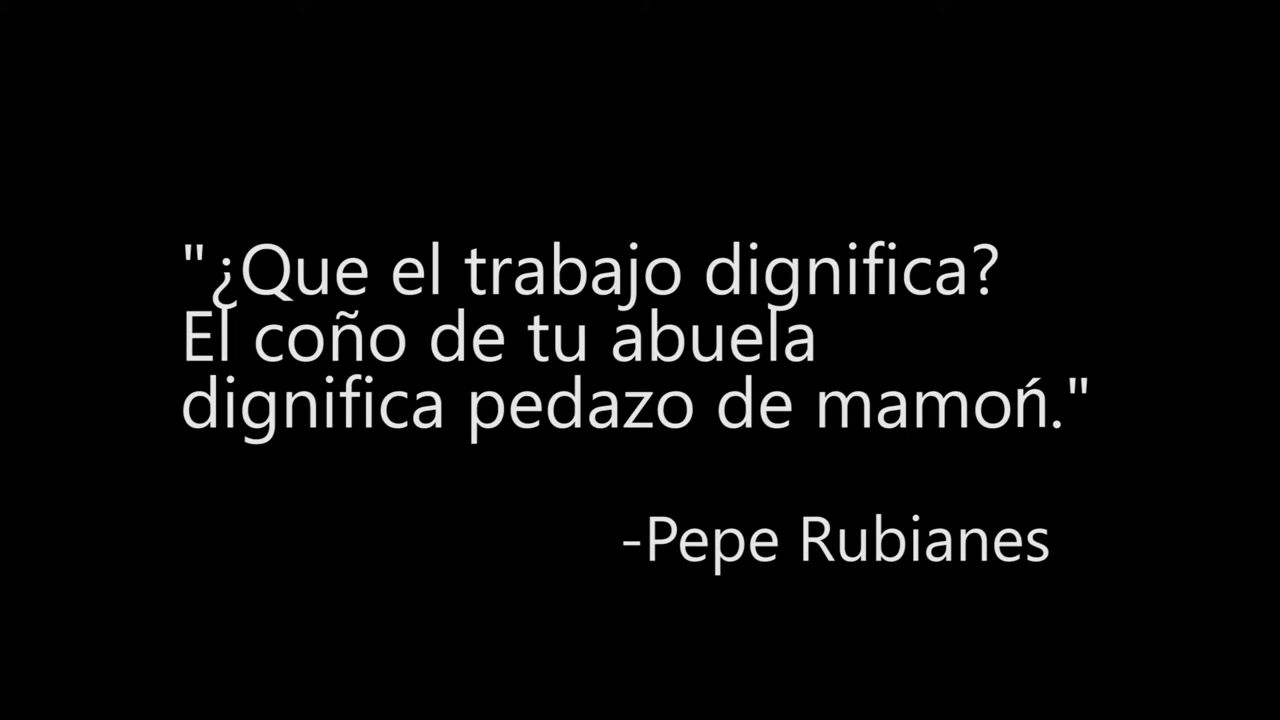 "¿Que el trabajo dignifica?
El coño de tu abuela
dignifica pedazo de mamoń."
-Pepe Rubianes